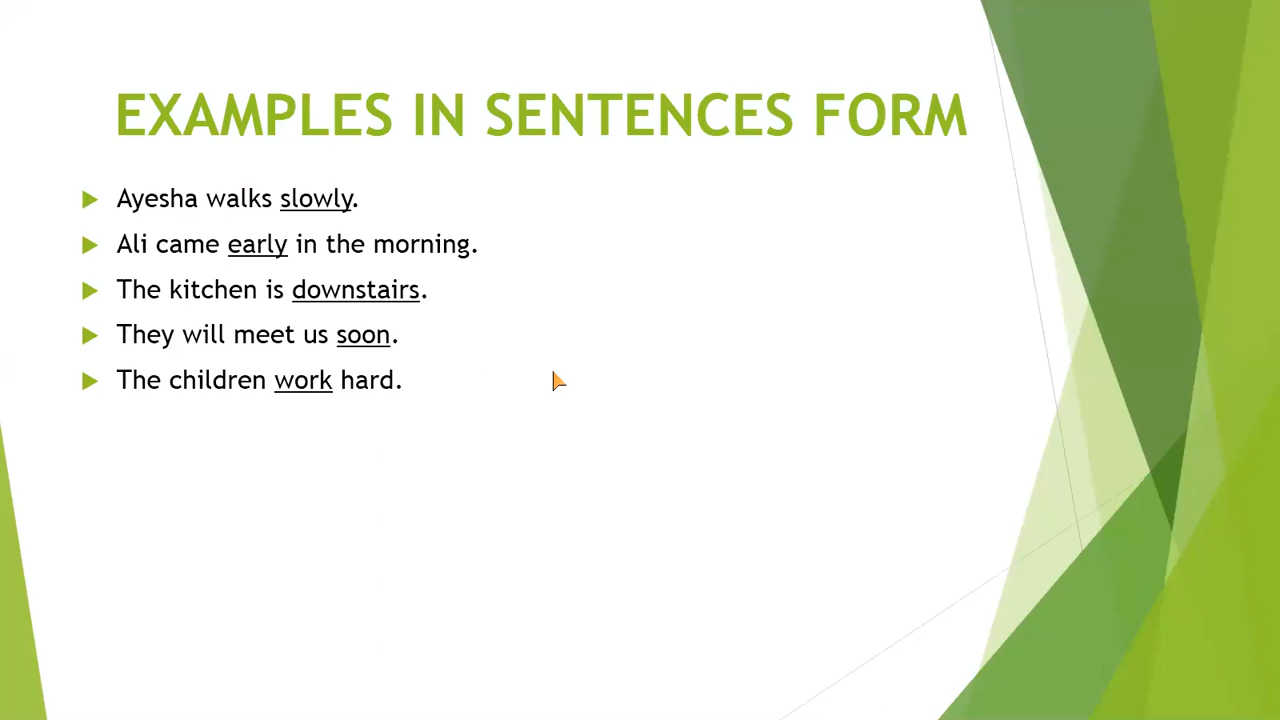 EXAMPLES IN SENTENCES FORM
Ayesha walks slowly.
Ali came early in the morning.
The kitchen is downstairs.
They will meet us soon.
The children work hard.